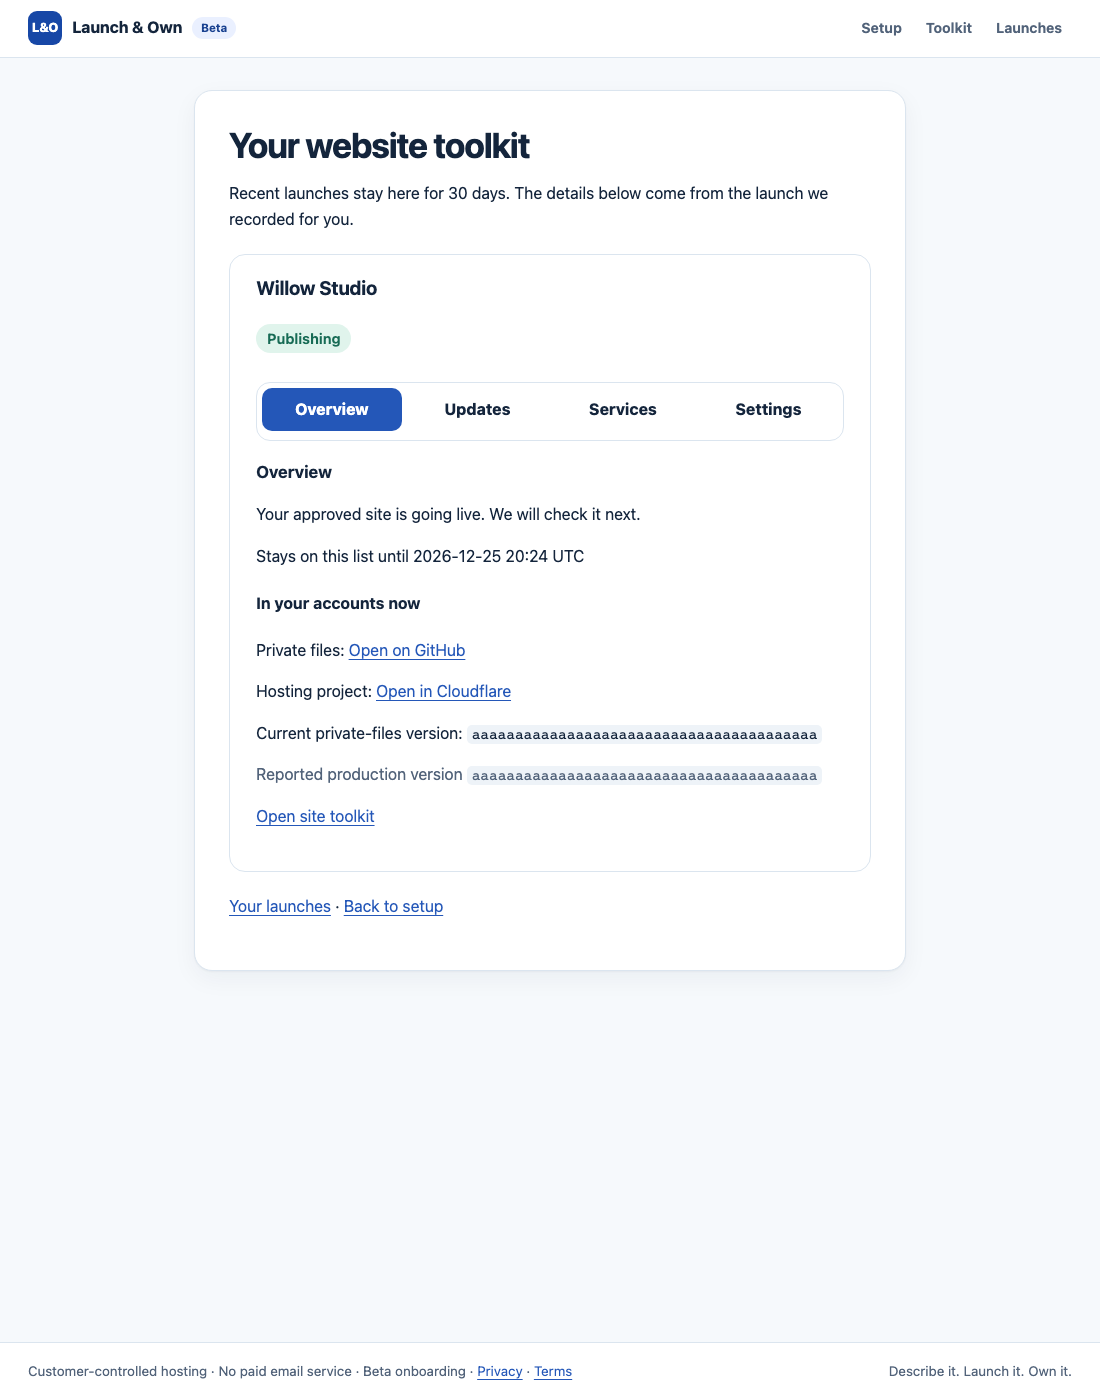 L&O Launch & Own Beta Setup Toolkit Launches
Your website toolkit
Recent launches stay here for 30 days. The details below come from the launch we
recorded for you.
Willow Studio
Publishing
Overview Updates Services Settings
Overview
Your approved site is going live. We will check it next.
Stays on this list until 2026-12-25 20:24 UTC
In your accounts now
Private files: Open on GitHub
Hosting project: Open in Cloudflare
Current private-files version: aaaaaaaaaaaaaaaaaaaaaaaaaaaaaaaaaaaaaaaa
Reported production version aaaaaaaaaaaaaaaaaaaaaaaaaaaaaaaaaaaaaaaa
Open site toolkit
Your launches · Back to setup
Customer-controlled hosting · No paid email service · Beta onboarding · Privacy · Terms Describe it. Launch it. Own it.